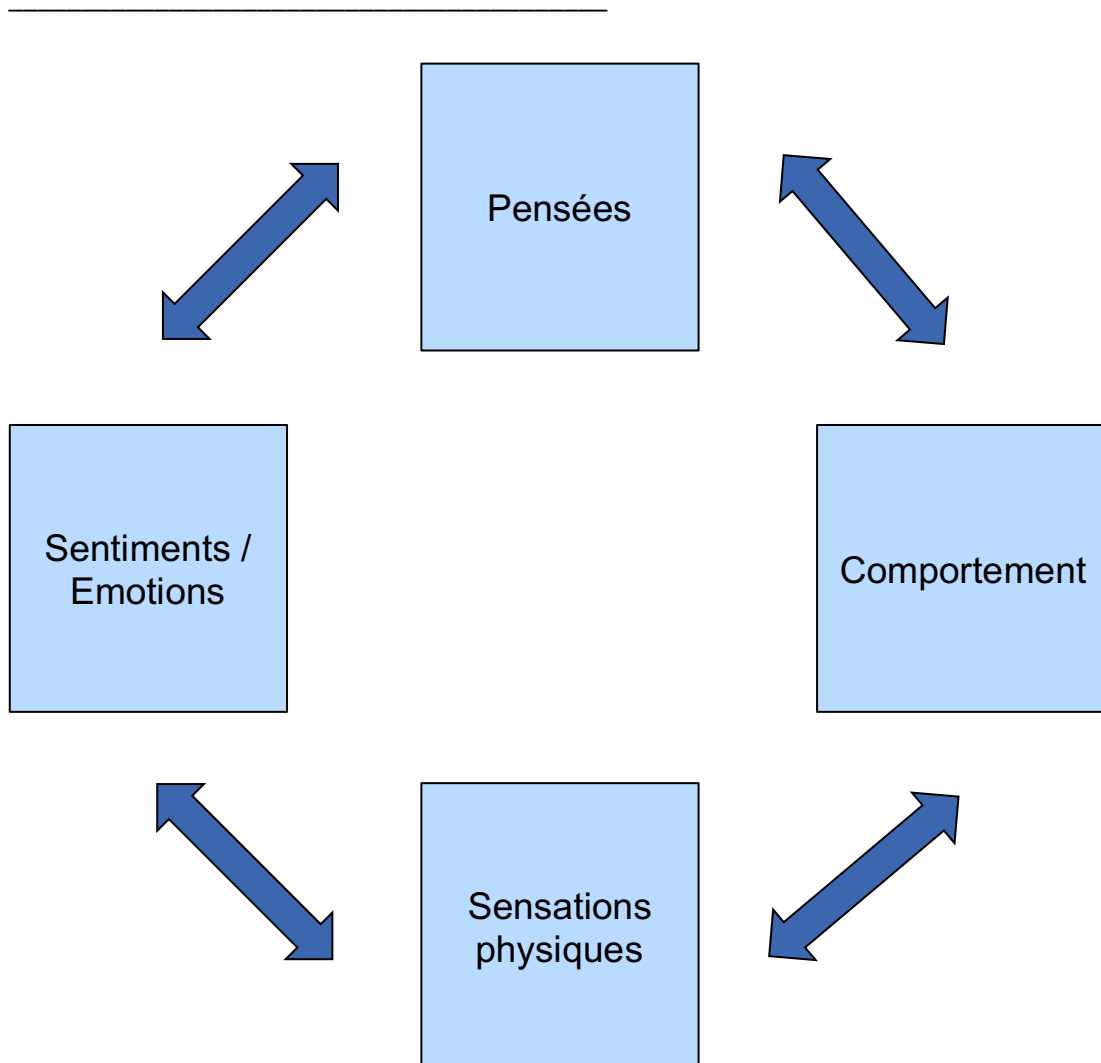 Pensées
Sentiments /
Emotions
Comportement
Sensations
physiques